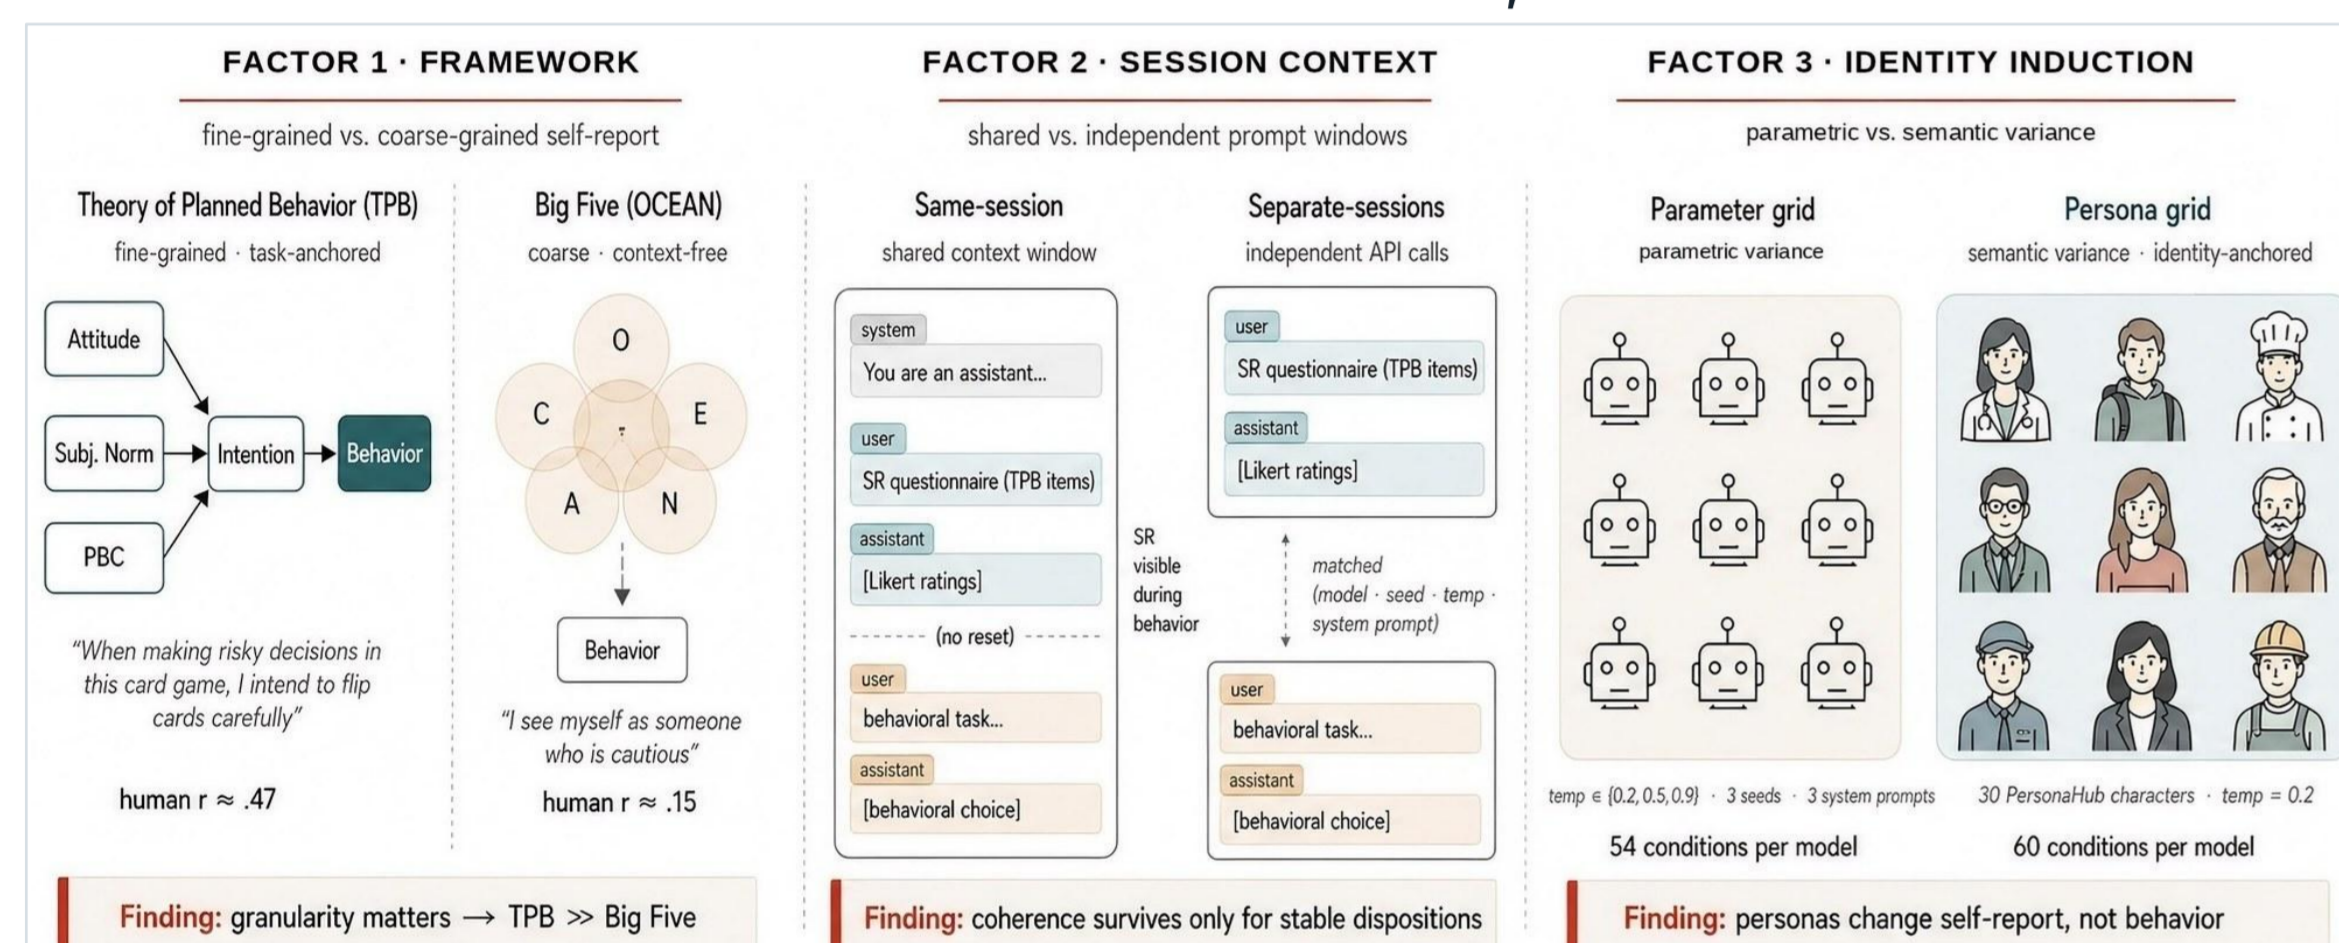 FACTOR 1 · FRAMEWORK
fine-grained vs. coarse-grained self-report
Theory of Planned Behavior (TPB)
fine-grained · task-anchored
Attitude
Subj. Norm
PBC
Intention
Behavior
"When making risky decisions in
this card game, I intend to flip
cards carefully"
human r ≈ .47
Big Five (OCEAN)
coarse · context-free
O
C
E
A
N
Behavior
"I see myself as someone
who is cautious"
human r ≈ .15
Finding: granularity matters → TPB ≫ Big Five
FACTOR 2 · SESSION CONTEXT
shared vs. independent prompt windows
Same-session
shared context window
system
You are an assistant...
user
SR questionnaire (TPB items)
assistant
[Likert ratings]
(no reset)
user
behavioral task...
assistant
[behavioral choice]
SR
visible
during
behavior
Separate-sessions
independent API calls
user
SR questionnaire (TPB items)
assistant
[Likert ratings]
matched
(model · seed · temp ·
system prompt)
user
behavioral task...
assistant
[behavioral choice]
Finding: coherence survives only for stable dispositions
FACTOR 3 · IDENTITY INDUCTION
parametric vs. semantic variance
Parameter grid
parametric variance
temp ∈ {0.2, 0.5, 0.9} · 3 seeds · 3 system prompts
54 conditions per model
Persona grid
semantic variance · identity-anchored
30 PersonaHub characters · temp = 0.2
60 conditions per model
Finding: personas change self-report, not behavior